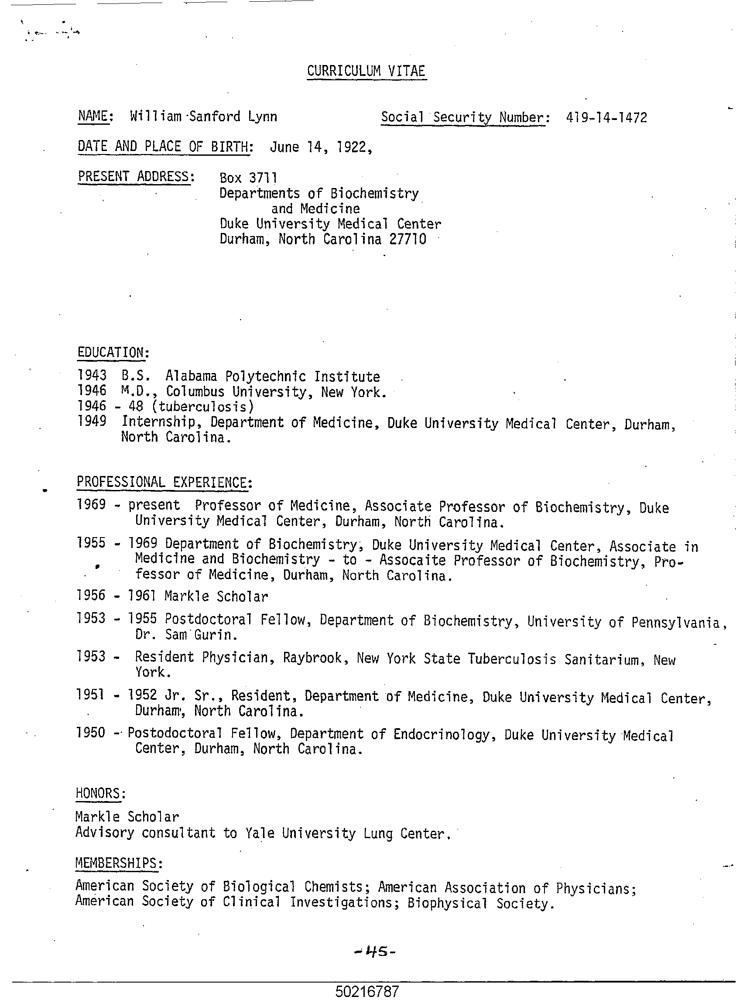 CURRICULUM VITAE
NAME: William Sanford Lynn Social Security Number: 419-14-1472
DATE AND PLACE OF BIRTH: June 14, 1922,
PRESENT ADDRESS: Box 3711
Departments of Biochemistry
and Medicine
Duke University Medical Center
Durham, North Carolina 27710
EDUCATION:
1943 B.S. Alabama Polytechnic Institute
1946 M.D., Columbus University, New York.
1946 - 48 (tuberculosis)
1949 Internship, Department of Medicine, Duke University Medical Center, Durham,
North Carolina.
PROFESSIONAL EXPERIENCE:
1969 - present Professor of Medicine, Associate Professor of Biochemistry, Duke
University Medical Center, Durham, North Carolina.
1955 - 1969 Department of Biochemistry, Duke University Medical Center, Associate in
Medicine and Biochemistry - to - Assocaite Professor of Biochemistry, Pro-
fessor of Medicine, Durham, North Carolina.
1956 - 1961 Markle Scholar
1953 - 1955 Postdoctoral Fellow, Department of Biochemistry, University of Pennsylvania,
Dr. Sam Gurin.
1953 - Resident Physician, Raybrook, New York State Tuberculosis Sanitarium, New
York.
1951 - 1952 Jr. Sr., Resident, Department of Medicine, Duke University Medical Center,
Durham, North Carolina.
1950 - Postodoctoral Fellow, Department of Endocrinology, Duke University Medical
Center, Durham, North Carolina.
HONORS:
Markle Scholar
Advisory consultant to Yale University Lung Center.
MEMBERSHIPS:
American Society of Biological Chemists; American Association of Physicians;
American Society of Clinical Investigations; Biophysical Society.
-45-
50216787